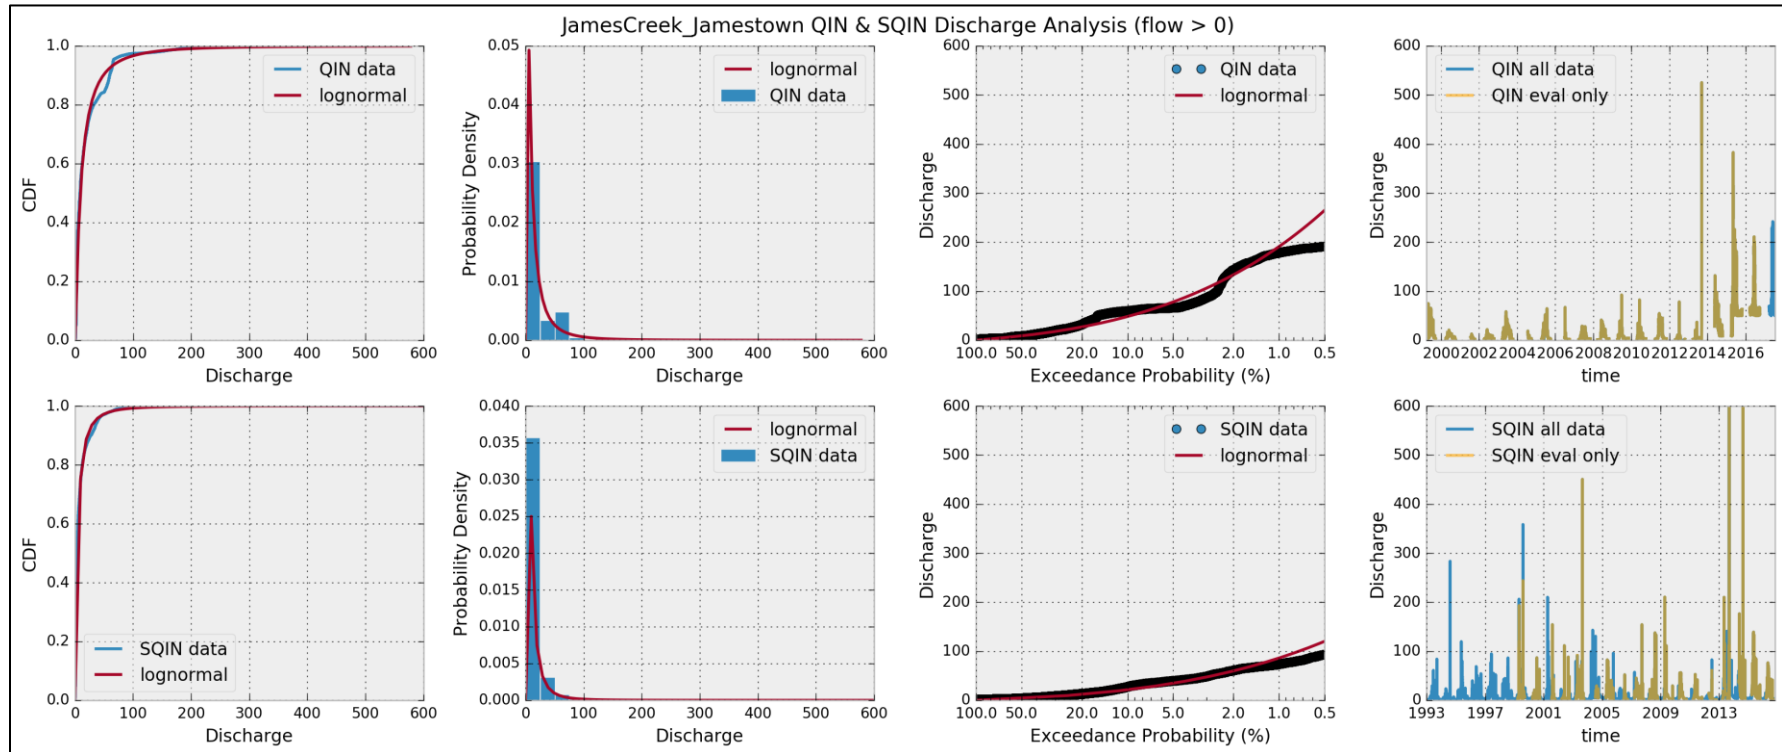 JamesCreek_Jamestown QIN & SQIN Discharge Analysis (flow > 0)
1.0
0.8
0.6
0.4
0.2
0.0
CDF
QIN data
lognormal
0 100 200 300 400 500 600
Discharge
0.05
0.04
0.03
0.02
0.01
0.00
Probability Density
lognormal
QIN data
0 100 200 300 400 500 600
Discharge
600
500
400
300
200
100
0
Discharge
QIN data
lognormal
100.0 50.0 20.0 10.0 5.0 2.0 1.0 0.5
Exceedance Probability (%)
600
500
400
300
200
100
0
Discharge
QIN all data
QIN eval only
2000 2002 2004 2006 2008 2010 2012 2014 2016
time
1.0
0.8
0.6
0.4
0.2
0.0
CDF
SQIN data
lognormal
0 100 200 300 400 500 600
Discharge
0.040
0.035
0.030
0.025
0.020
0.015
0.010
0.005
0.000
Probability Density
lognormal
SQIN data
0 100 200 300 400 500 600
Discharge
600
500
400
300
200
100
0
Discharge
SQIN data
lognormal
100.0 50.0 20.0 10.0 5.0 2.0 1.0 0.5
Exceedance Probability (%)
600
500
400
300
200
100
0
Discharge
SQIN all data
SQIN eval only
1993 1997 2001 2005 2009 2013
time